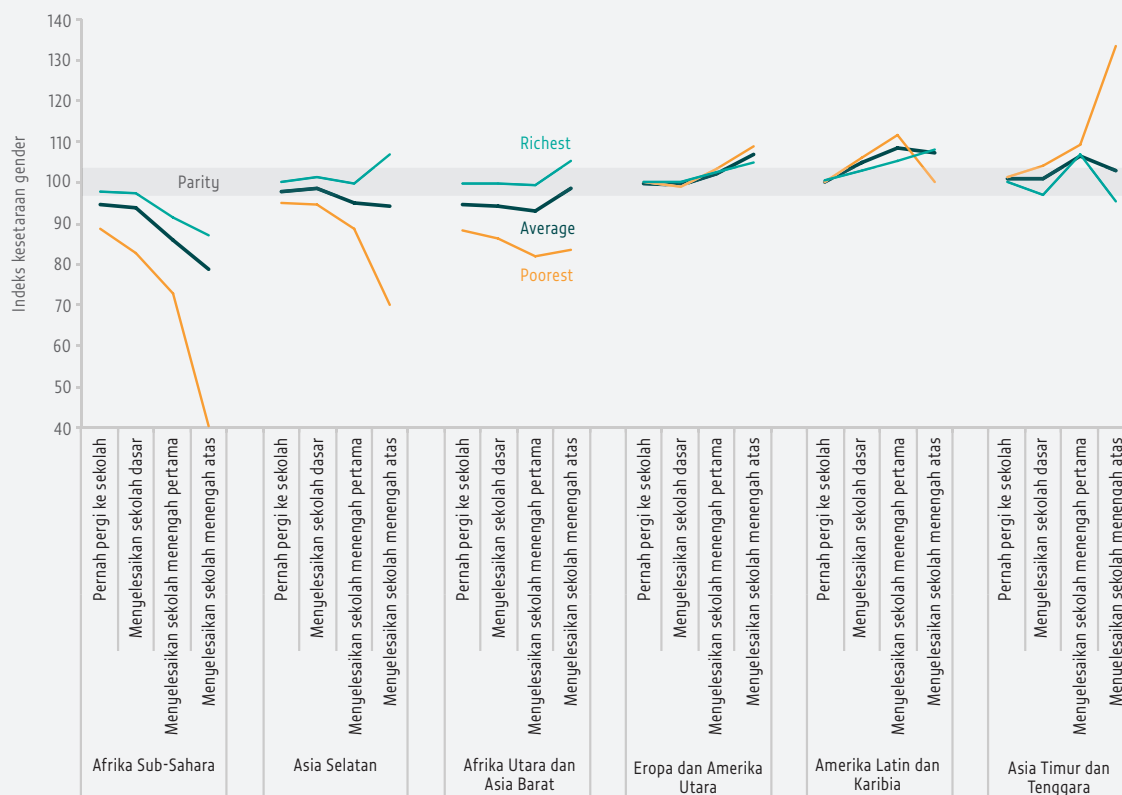 140
130
120
110
100
90
80
70
60
50
40
Indeks kesetaraan gender
Parity
Richest
Average
Poorest
Pernah pergi ke sekolah
Menyelesaikan sekolah dasar
Menyelesaikan sekolah menengah pertama
Menyelesaikan sekolah menengah atas
Pernah pergi ke sekolah
Menyelesaikan sekolah dasar
Menyelesaikan sekolah menengah pertama
Menyelesaikan sekolah menengah atas
Pernah pergi ke sekolah
Menyelesaikan sekolah dasar
Menyelesaikan sekolah menengah pertama
Menyelesaikan sekolah menengah atas
Pernah pergi ke sekolah
Menyelesaikan sekolah dasar
Menyelesaikan sekolah menengah pertama
Menyelesaikan sekolah menengah atas
Pernah pergi ke sekolah
Menyelesaikan sekolah dasar
Menyelesaikan sekolah menengah pertama
Menyelesaikan sekolah menengah atas
Pernah pergi ke sekolah
Menyelesaikan sekolah dasar
Menyelesaikan sekolah menengah pertama
Menyelesaikan sekolah menengah atas
Afrika Sub-Sahara
Asia Selatan
Afrika Utara dan
Asia Barat
Eropa dan Amerika
Utara
Amerika Latin dan
Karibia
Asia Timur dan
Tenggara